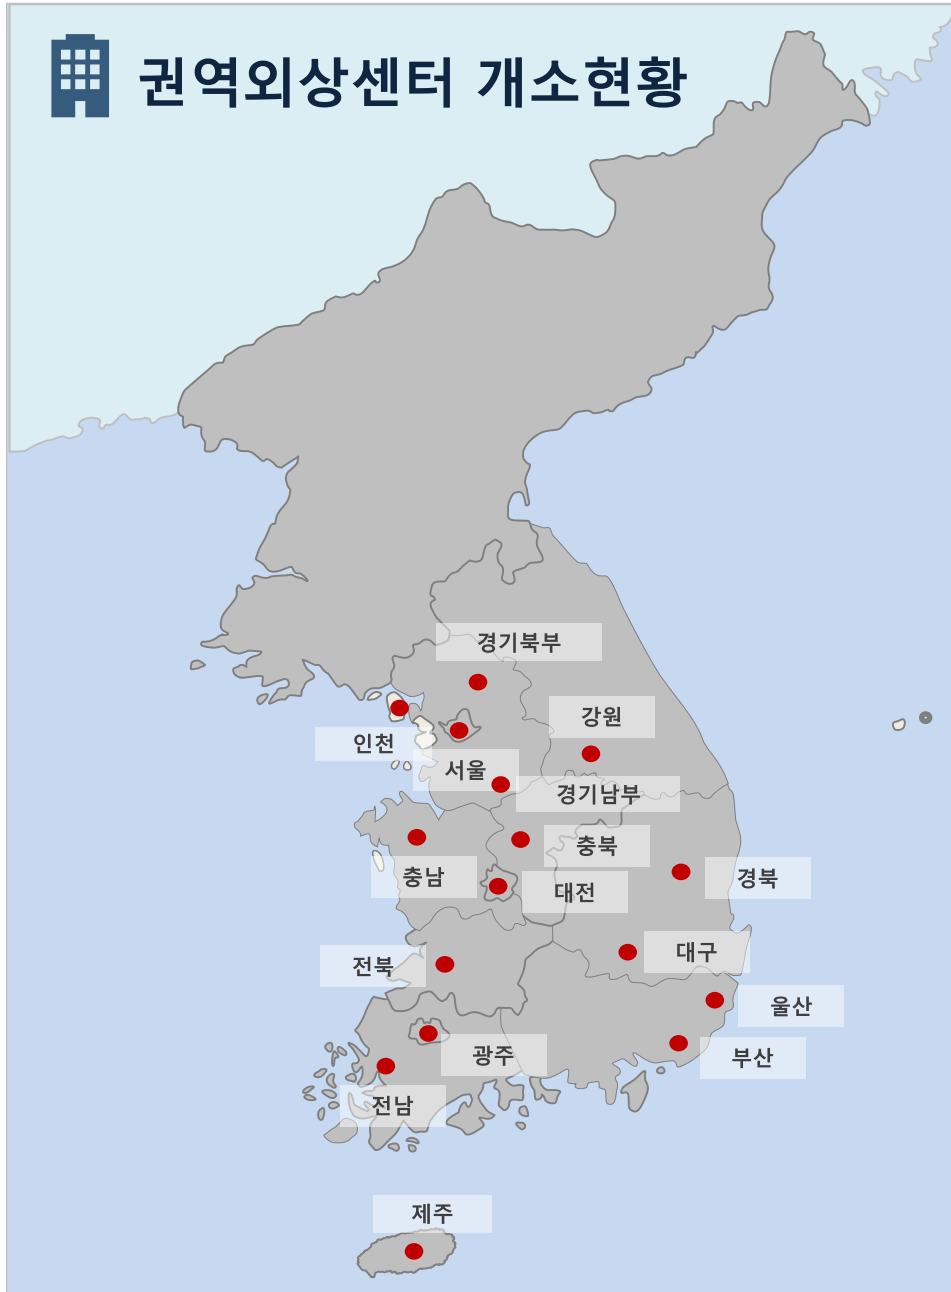 권역외상센터 개소현황
경기북부
강원
인천
서울
경기남부
충북
충남
경북
대전
대구
전북
울산
부산
광주
전남
제주